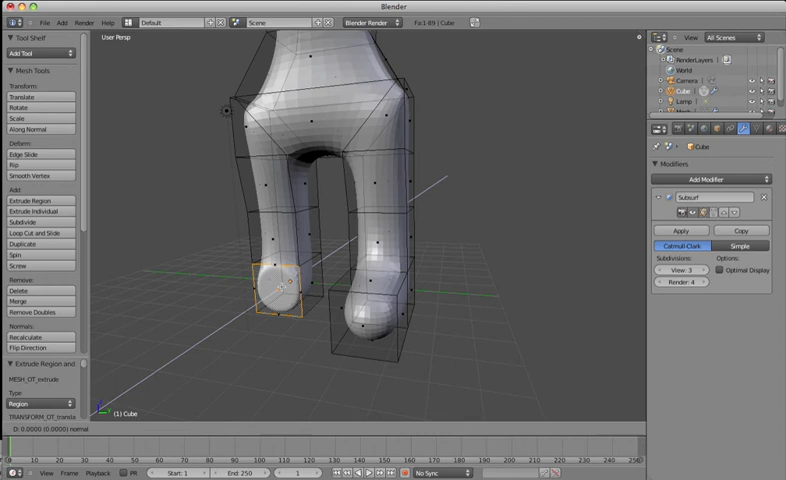 Blender
File Add Render Help Default Scene Blender Render Fa:1-89 | Cube
Tool Shelf
Add Tool
Mesh Tools
Transform:
Translate
Rotate
Scale
Along Normal
Deform:
Edge Slide
Rip
Smooth Vertex
Add:
Extrude Region
Extrude Individual
Subdivide
Loop Cut and Slide
Duplicate
Spin
Screw
Remove:
Delete
Merge
Remove Doubles
Normals:
Recalculate
Flip Direction
Extrude Region and
MESH_OT_extrude
Type
Region
TRANSFORM_OT_transla
User Persp
(1) Cube
D: 0.0000 (0.0000) normal
View All Scenes
Scene
RenderLayers
World
Camera
Cube
Lamp
Cube
Modifiers
Add Modifier
Subsurf
Apply Copy
Catmull-Clark Simple
Subdivisions: Options:
View: 3 Optimal Display
Render: 4
0 10 20 30 40 50 60 70 80 90 100 110 120 130 140 150 160 170 180 190 200 210 220 230 240 250
View Frame Playback PR Start: 1 End: 250 1 No Sync